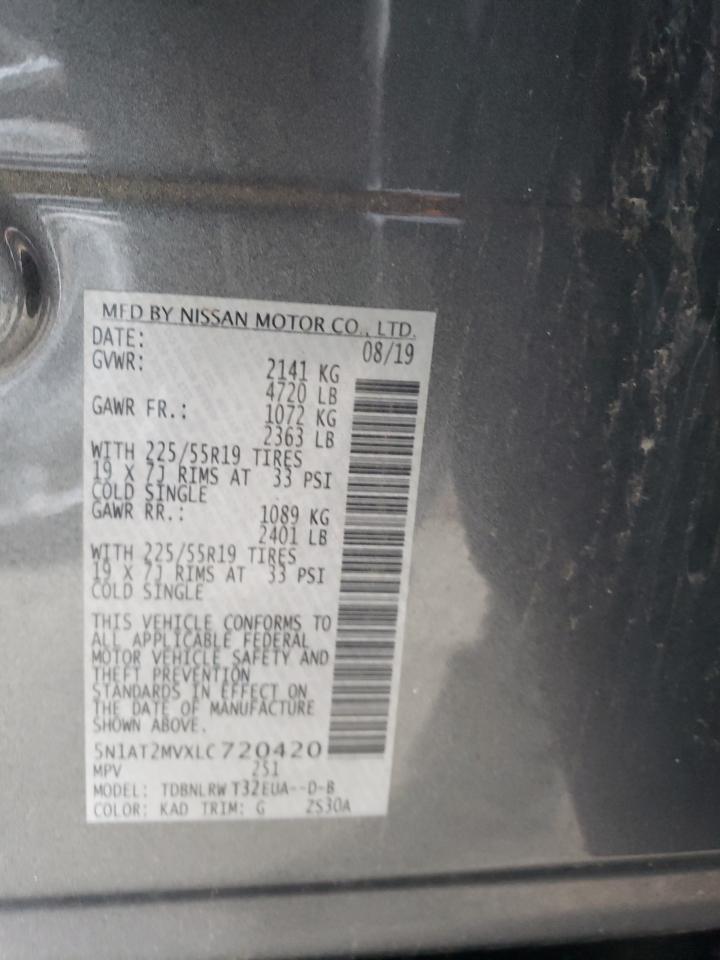 MFD BY NISSAN MOTOR CO., LTD.
DATE: 08/19
GVWR: 2141 KG
4720 LB
GAWR FR.: 1072 KG
2363 LB
WITH 225/55R19 TIRES
19 X 7J RIMS AT 33 PSI
COLD SINGLE
GAWR RR.: 1089 KG
2401 LB
WITH 225/55R19 TIRES
19 X 7J RIMS AT 33 PSI
COLD SINGLE
THIS VEHICLE CONFORMS TO
ALL APPLICABLE FEDERAL
MOTOR VEHICLE SAFETY AND
THEFT PREVENTION
STANDARDS IN EFFECT ON
THE DATE OF MANUFACTURE
SHOWN ABOVE.
5N1AT2MVXLC720420
MPV 2S1
MODEL: TDBNLRW T32EUA--D-B
COLOR: KAD TRIM: G ZS30A